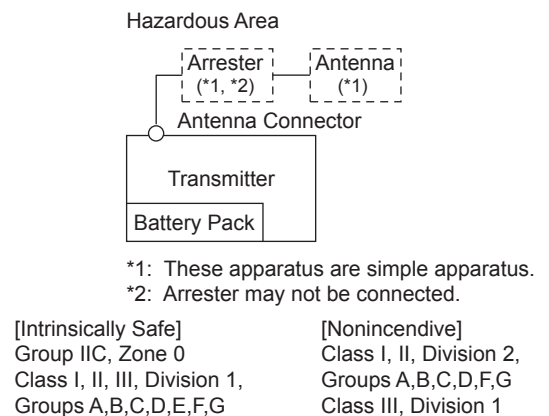 Hazardous Area
Arrester
(*1, *2)
Antenna
(*1)
Antenna Connector
Transmitter
Battery Pack
*1: These apparatus are simple apparatus.
*2: Arrester may not be connected.
[Intrinsically Safe]
Group IIC, Zone 0
Class I, II, III, Division 1,
Groups A,B,C,D,E,F,G
[Nonincendive]
Class I, II, Division 2,
Groups A,B,C,D,F,G
Class III, Division 1